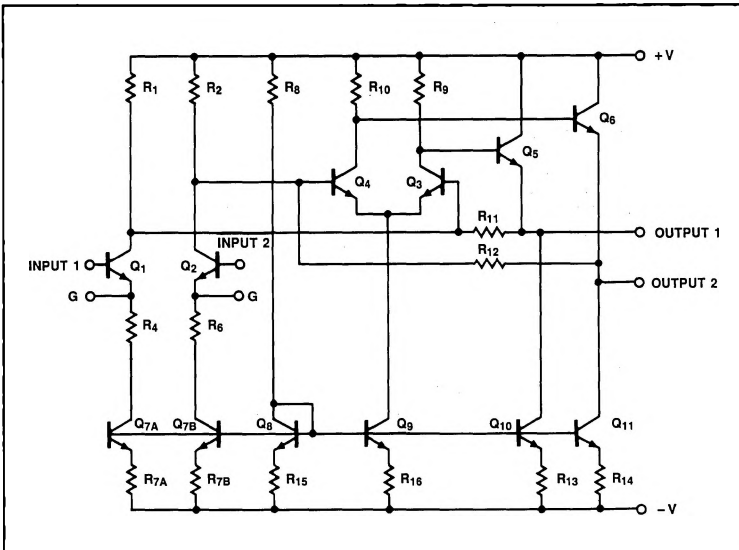 +V
R1 R2 R8 R10 R9
Q6
Q5
Q4 Q3
R11
OUTPUT 1
R12
INPUT 2
INPUT 1 Q1 Q2
OUTPUT 2
G G
R4 R6
Q7A Q7B Q8 Q9 Q10 Q11
R7A R7B R15 R16 R13 R14
−V